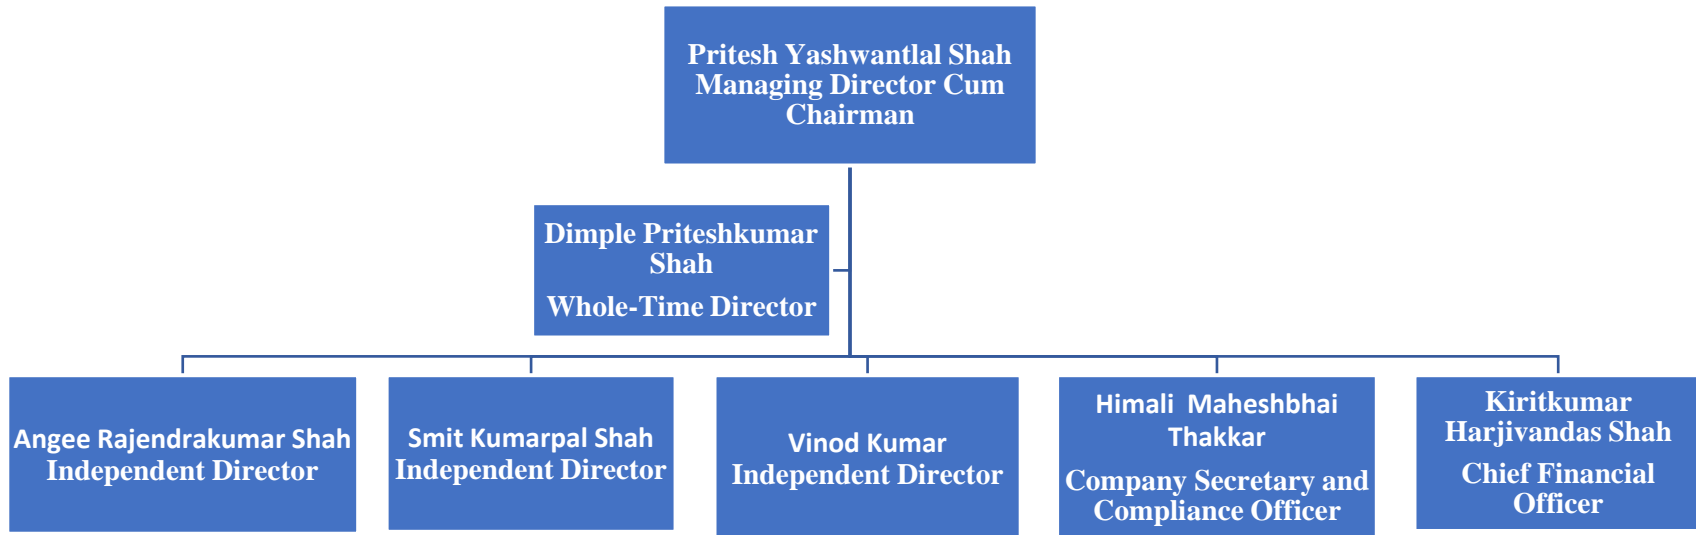 Pritesh Yashwantlal Shah
Managing Director Cum
Chairman
Dimple Priteshkumar
Shah
Whole-Time Director
Angee Rajendrakumar Shah
Independent Director
Smit Kumarpal Shah
Independent Director
Vinod Kumar
Independent Director
Himali Maheshbhai
Thakkar
Company Secretary and
Compliance Officer
Kiritkumar
Harjivandas Shah
Chief Financial
Officer